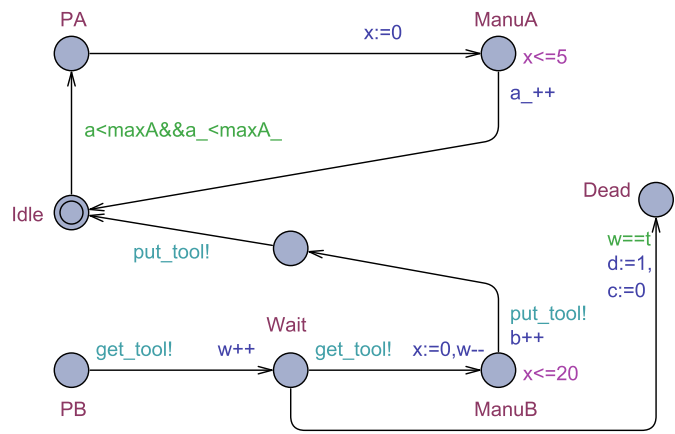 PA
ManuA
x:=0
x<=5
a_++
a<maxA&&a_<maxA_
Dead
Idle
w==t
put_tool!
d:=1,
c:=0
put_tool!
Wait
b++
get_tool!
w++
get_tool!
x:=0,w--
x<=20
PB
ManuB